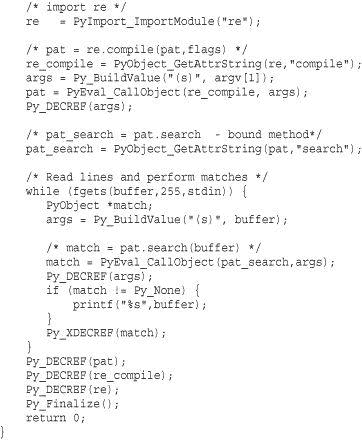 /* import re */
re   = PyImport_ImportModule("re");

/* pat = re.compile(pat,flags) */
re_compile = PyObject_GetAttrString(re,"compile");
args = Py_BuildValue("(s)", argv[1]);
pat = PyEval_CallObject(re_compile, args);
Py_DECREF(args);

/* pat_search = pat.search  - bound method*/
pat_search = PyObject_GetAttrString(pat,"search");

/* Read lines and perform matches */
while (fgets(buffer,255,stdin)) {
   PyObject *match;
   args = Py_BuildValue("(s)", buffer);

   /* match = pat.search(buffer) */
   match = PyEval_CallObject(pat_search,args);
   Py_DECREF(args);
   if (match != Py_None) {
       printf("%s",buffer);
   }
   Py_XDECREF(match);
}
Py_DECREF(pat);
Py_DECREF(re_compile);
Py_DECREF(re);
Py_Finalize();
return 0;
}